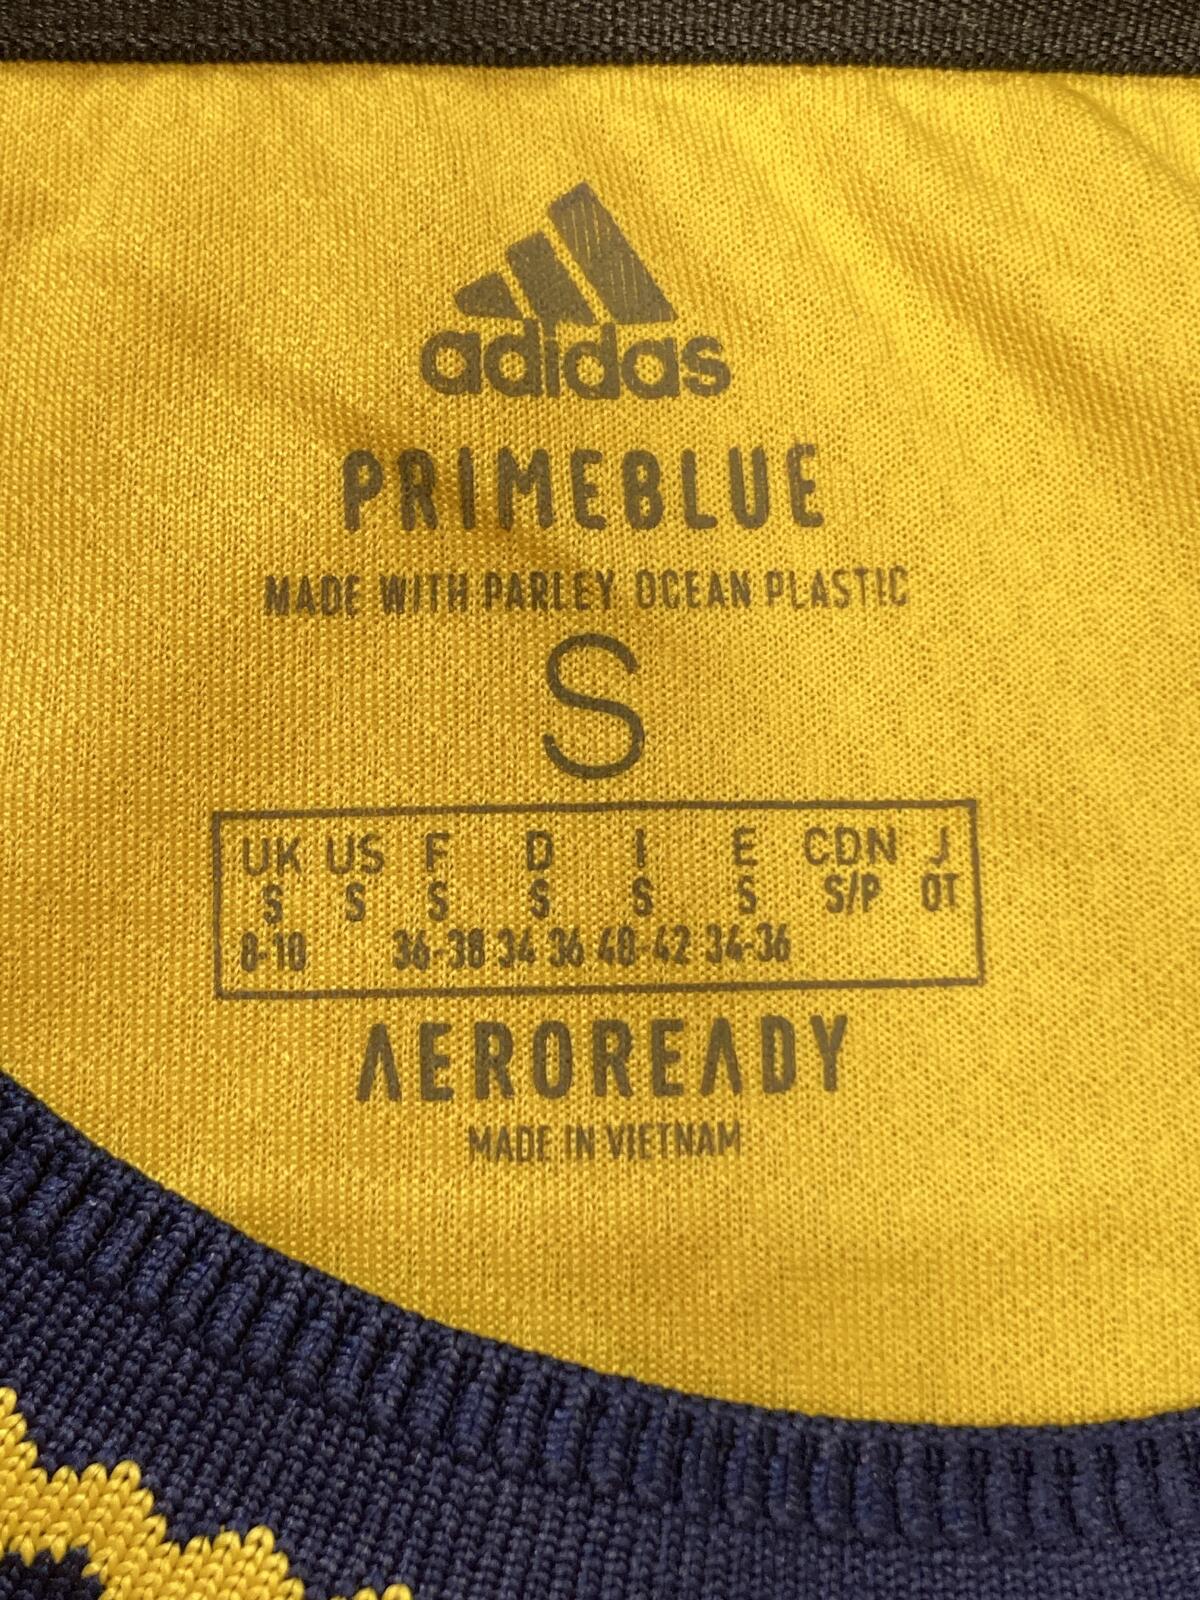 adidas
PRIMEBLUE
MADE WITH PARLEY OCEAN PLASTIC
S
UK US F D I E CDN J
S S S S S S S/P OT
8-10 36-38 34 36 40-42 34-36
AEROREADY
MADE IN VIETNAM